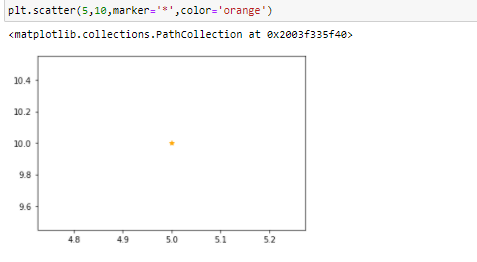 plt.scatter(5,10,marker='*',color='orange')
<matplotlib.collections.PathCollection at 0x2003f335f40>
10.4
10.2
10.0
9.8
9.6
4.8 4.9 5.0 5.1 5.2